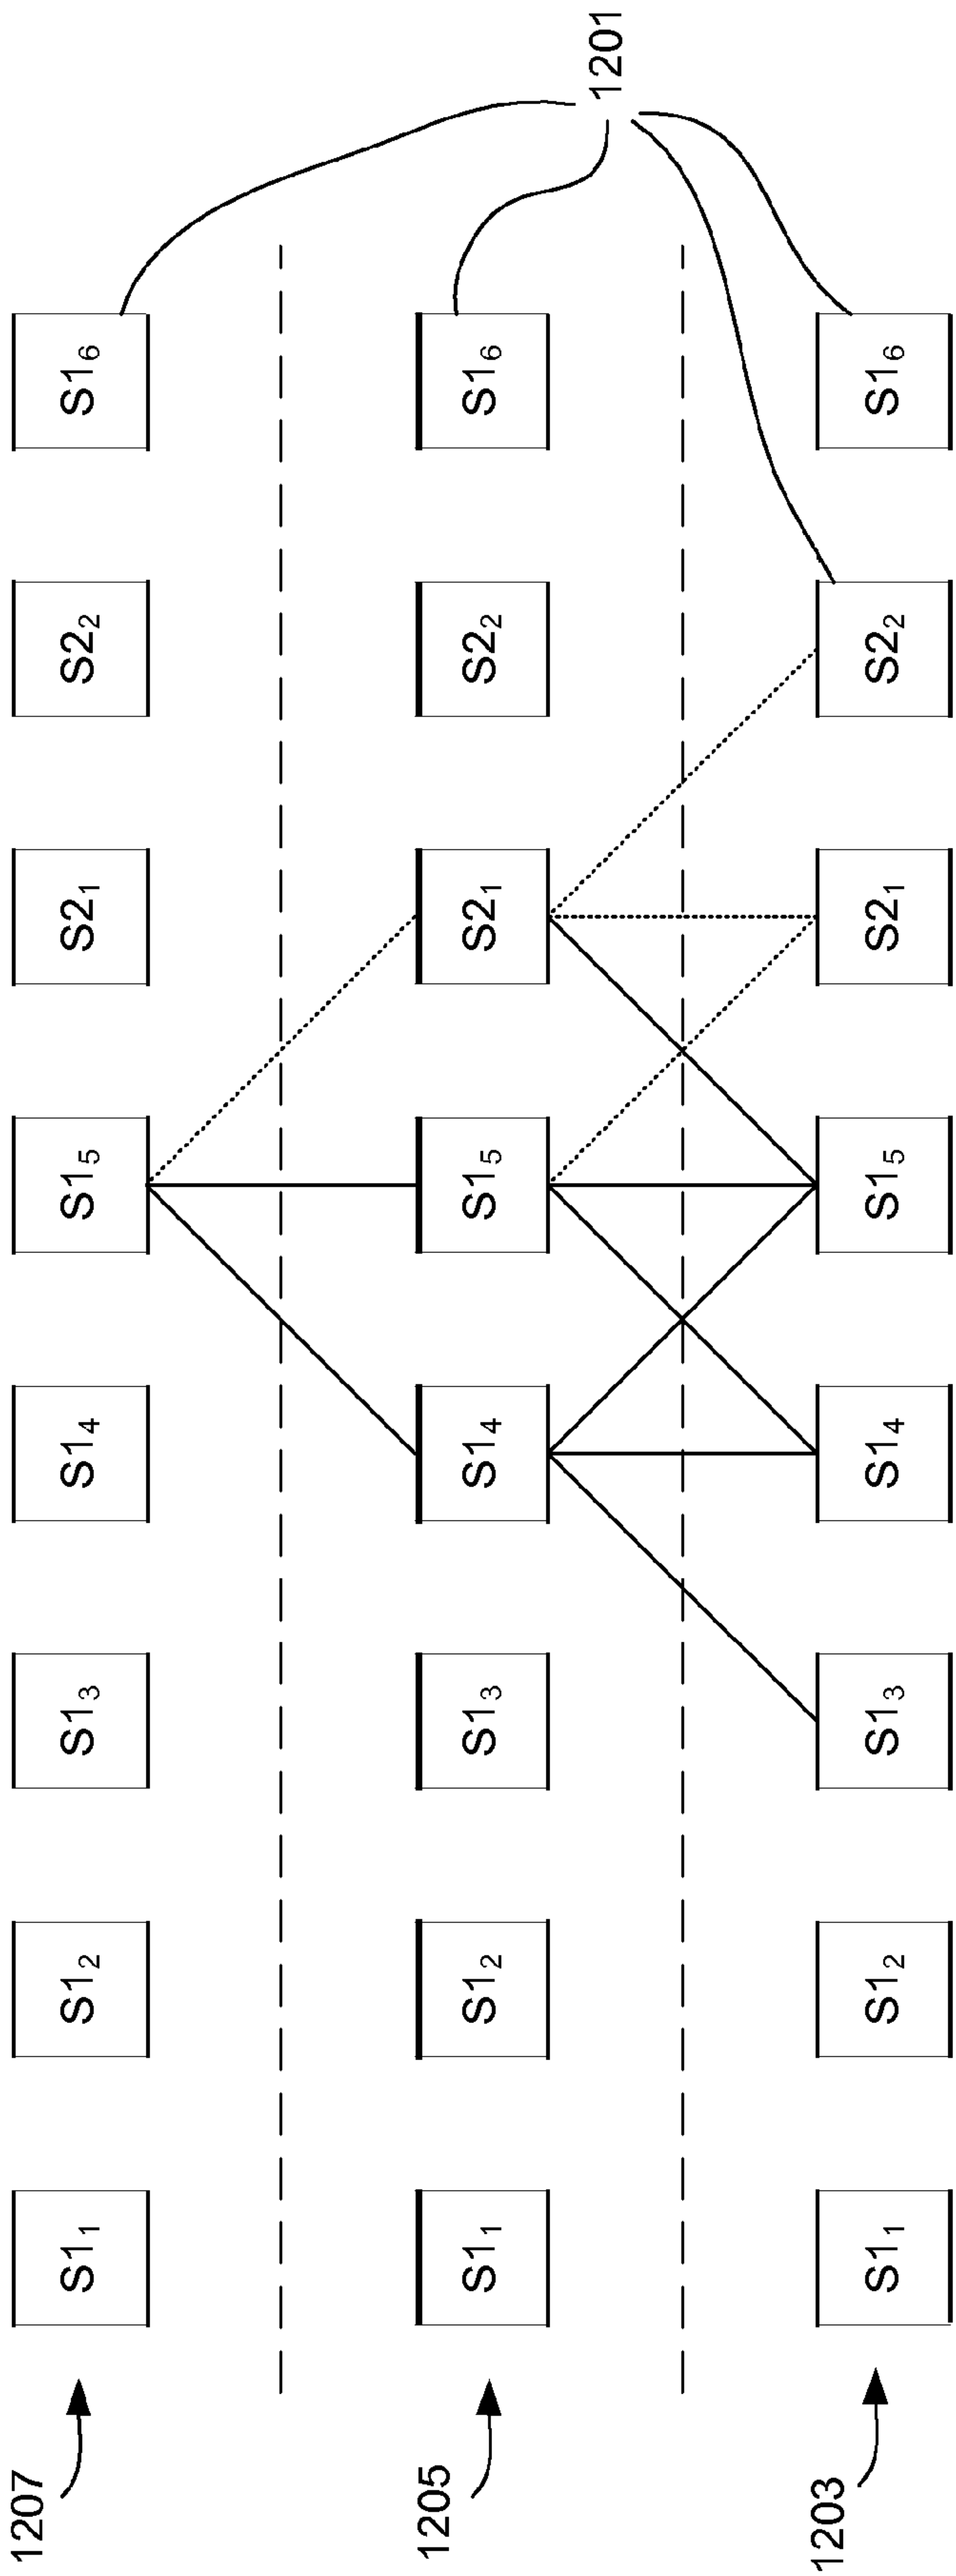 1207 S1₁ S1₂ S1₃ S1₄ S1₅ S2₁ S2₂ S1₆
1201
1205 S1₁ S1₂ S1₃ S1₄ S1₅ S2₁ S2₂ S1₆
1203 S1₁ S1₂ S1₃ S1₄ S1₅ S2₁ S2₂ S1₆